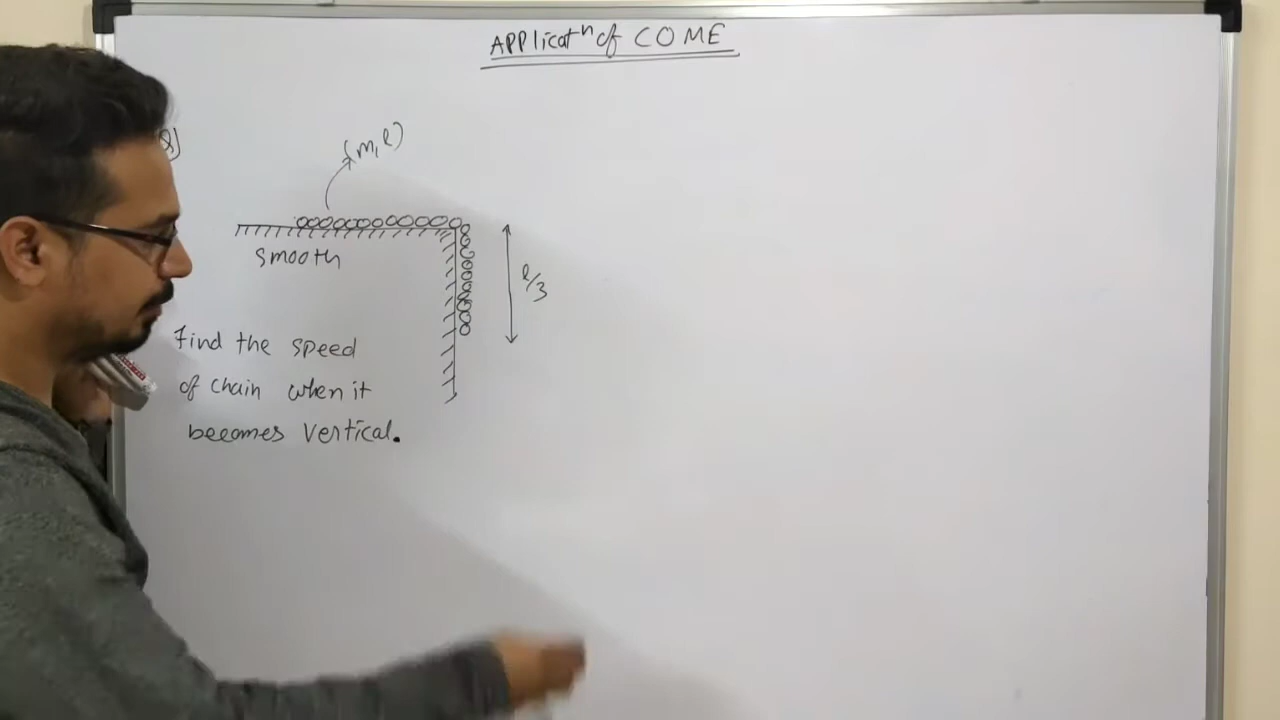 APPlicatⁿ of COME
Q)
(m, l)
smooth
l/3
Find the speed
of chain when it
becomes vertical.